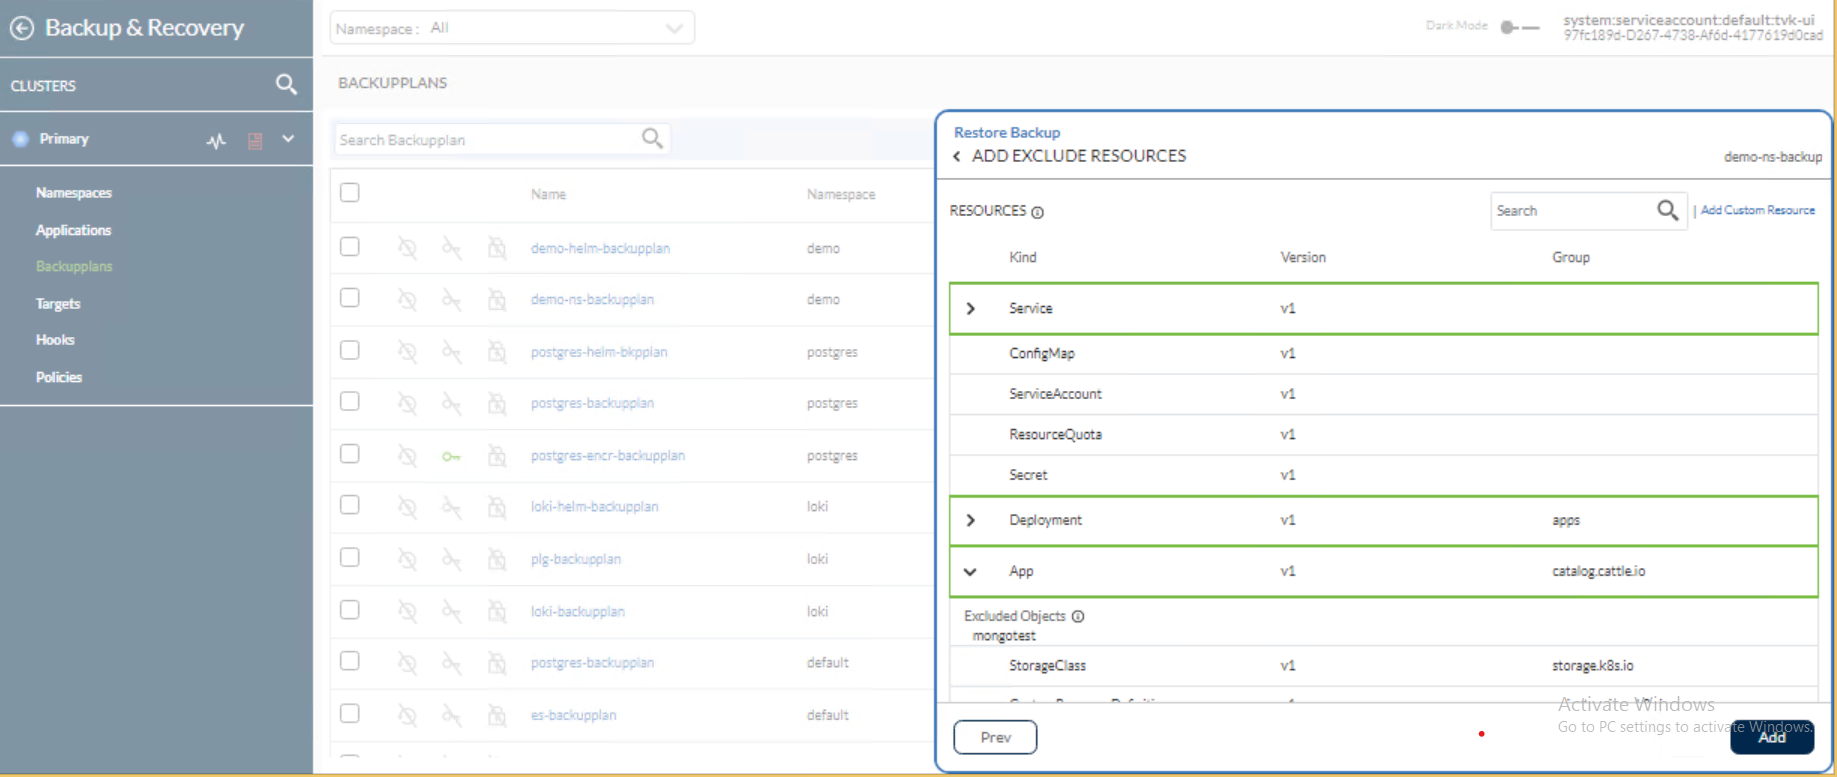 Backup & Recovery
CLUSTERS
Primary
Namespaces
Applications
Backupplans
Targets
Hooks
Policies
Namespace : All
Dark Mode
system:serviceaccount:default:tvk-ui
97fc189d-D267-4738-Af6d-4177619d0cad
BACKUPPLANS
Search Backupplan
Name Namespace
demo-helm-backupplan demo
demo-ns-backupplan demo
postgres-helm-bkpplan postgres
postgres-backupplan postgres
postgres-encr-backupplan postgres
loki-helm-backupplan loki
plg-backupplan loki
loki-backupplan loki
postgres-backupplan default
es-backupplan default
Restore Backup
ADD EXCLUDE RESOURCES
demo-ns-backup
RESOURCES
Search
| Add Custom Resource
Kind Version Group
Service v1
ConfigMap v1
ServiceAccount v1
ResourceQuota v1
Secret v1
Deployment v1 apps
App v1 catalog.cattle.io
Excluded Objects
mongotest
StorageClass v1 storage.k8s.io
Activate Windows
Go to PC settings to activate Windows.
Prev
Add